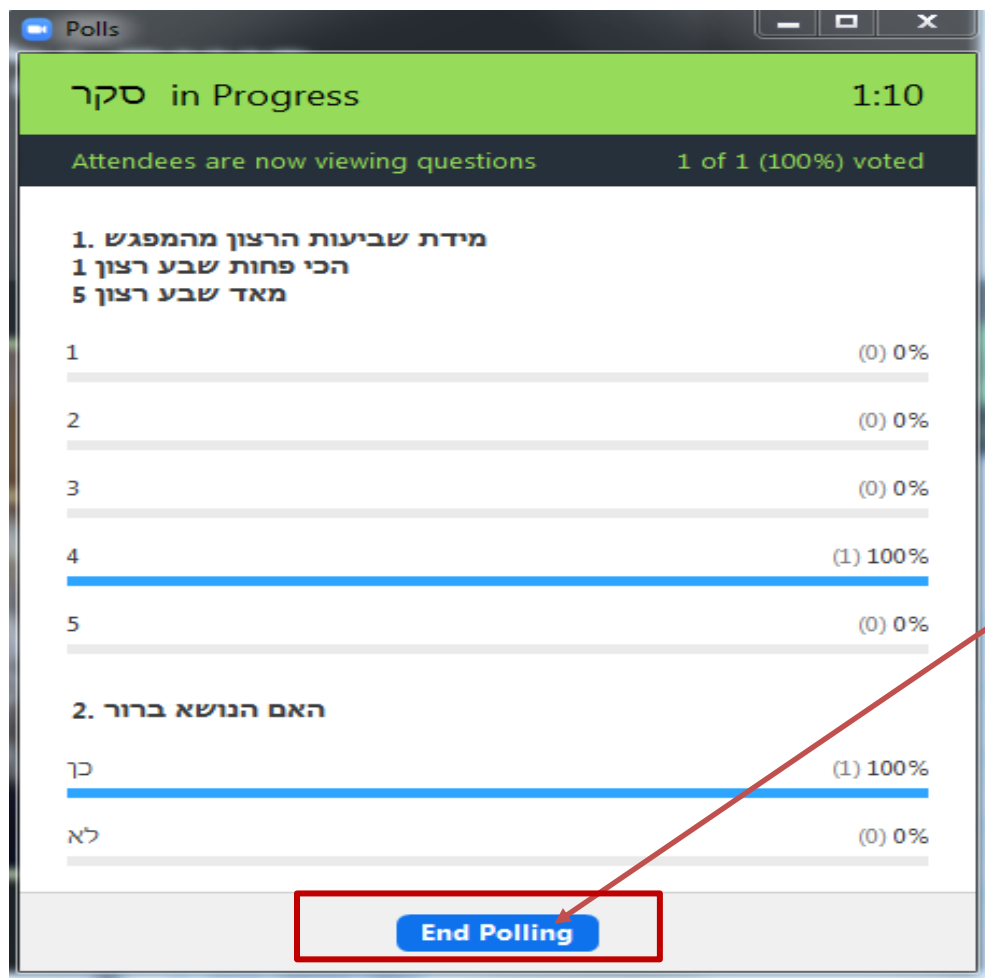 Polls
סקר in Progress
1:10
Attendees are now viewing questions
1 of 1 (100%) voted
1. מידת שביעות הרצון מהמפגש
הכי פחות שבע רצון 1
מאד שבע רצון 5
1 (0) 0%
2 (0) 0%
3 (0) 0%
4 (1) 100%
5 (0) 0%
2. האם הנושא ברור
כך (1) 100%
לא (0) 0%
End Polling